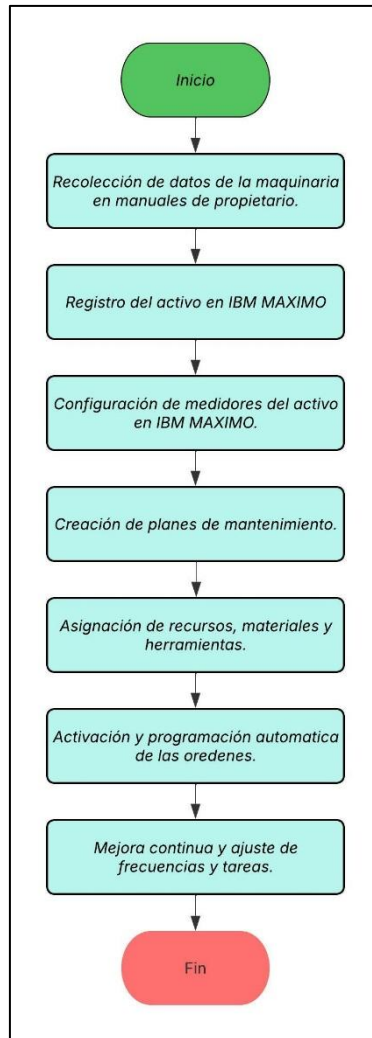 Inicio
Recolección de datos de la maquinaria
en manuales de propietario.
Registro del activo en IBM MAXIMO
Configuración de medidores del activo
en IBM MAXIMO.
Creación de planes de mantenimiento.
Asignación de recursos, materiales y
herramientas.
Activación y programación automatica
de las oredenes.
Mejora continua y ajuste de
frecuencias y tareas.
Fin